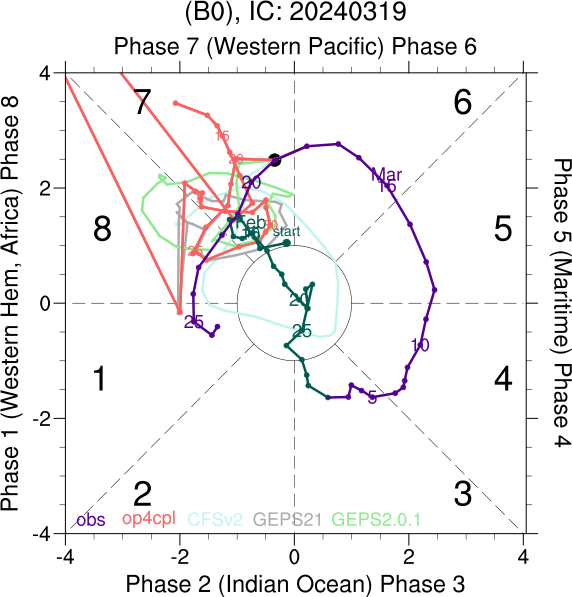 (B0), IC: 20240319
Phase 7 (Western Pacific) Phase 6
Phase 1 (Western Hem, Africa) Phase 8
Phase 5 (Maritime) Phase 4
4
2
0
-2
-4
7
6
8
5
1
4
2
3
15
20
20
Mar
15
Feb
start
20
25
25
10
5
obs op4cpl CFSv2 GEPS21 GEPS2.0.1
-4 -2 0 2 4
Phase 2 (Indian Ocean) Phase 3